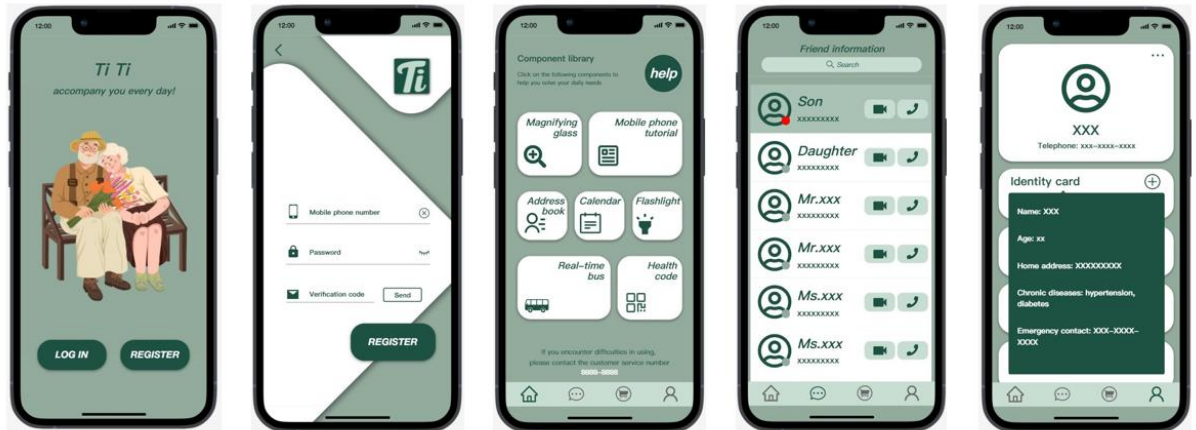 12:00
Ti Ti
accompany you every day!
LOG IN
REGISTER
12:00
Ti
Mobile phone number
Password
Verification code
Send
REGISTER
12:00
Component library
Click on the following components to
help you solve your daily needs
help
Magnifying
glass
Mobile phone
tutorial
Address
book
Calendar
Flashlight
Real-time
bus
Health
code
If you encounter difficulties in using,
please contact the customer service number
8888-8888
12:00
Friend information
Search
Son
xxxxxxxxx
Daughter
xxxxxxxxx
Mr.xxx
xxxxxxxxx
Mr.xxx
xxxxxxxxx
Ms.xxx
xxxxxxxxx
Ms.xxx
xxxxxxxxx
12:00
XXX
Telephone: xxx-xxxx-xxxx
Identity card
Name: XXX
Age: xx
Home address: XXXXXXXXX
Chronic diseases: hypertension,
diabetes
Emergency contact: XXX-XXXX-
XXXX